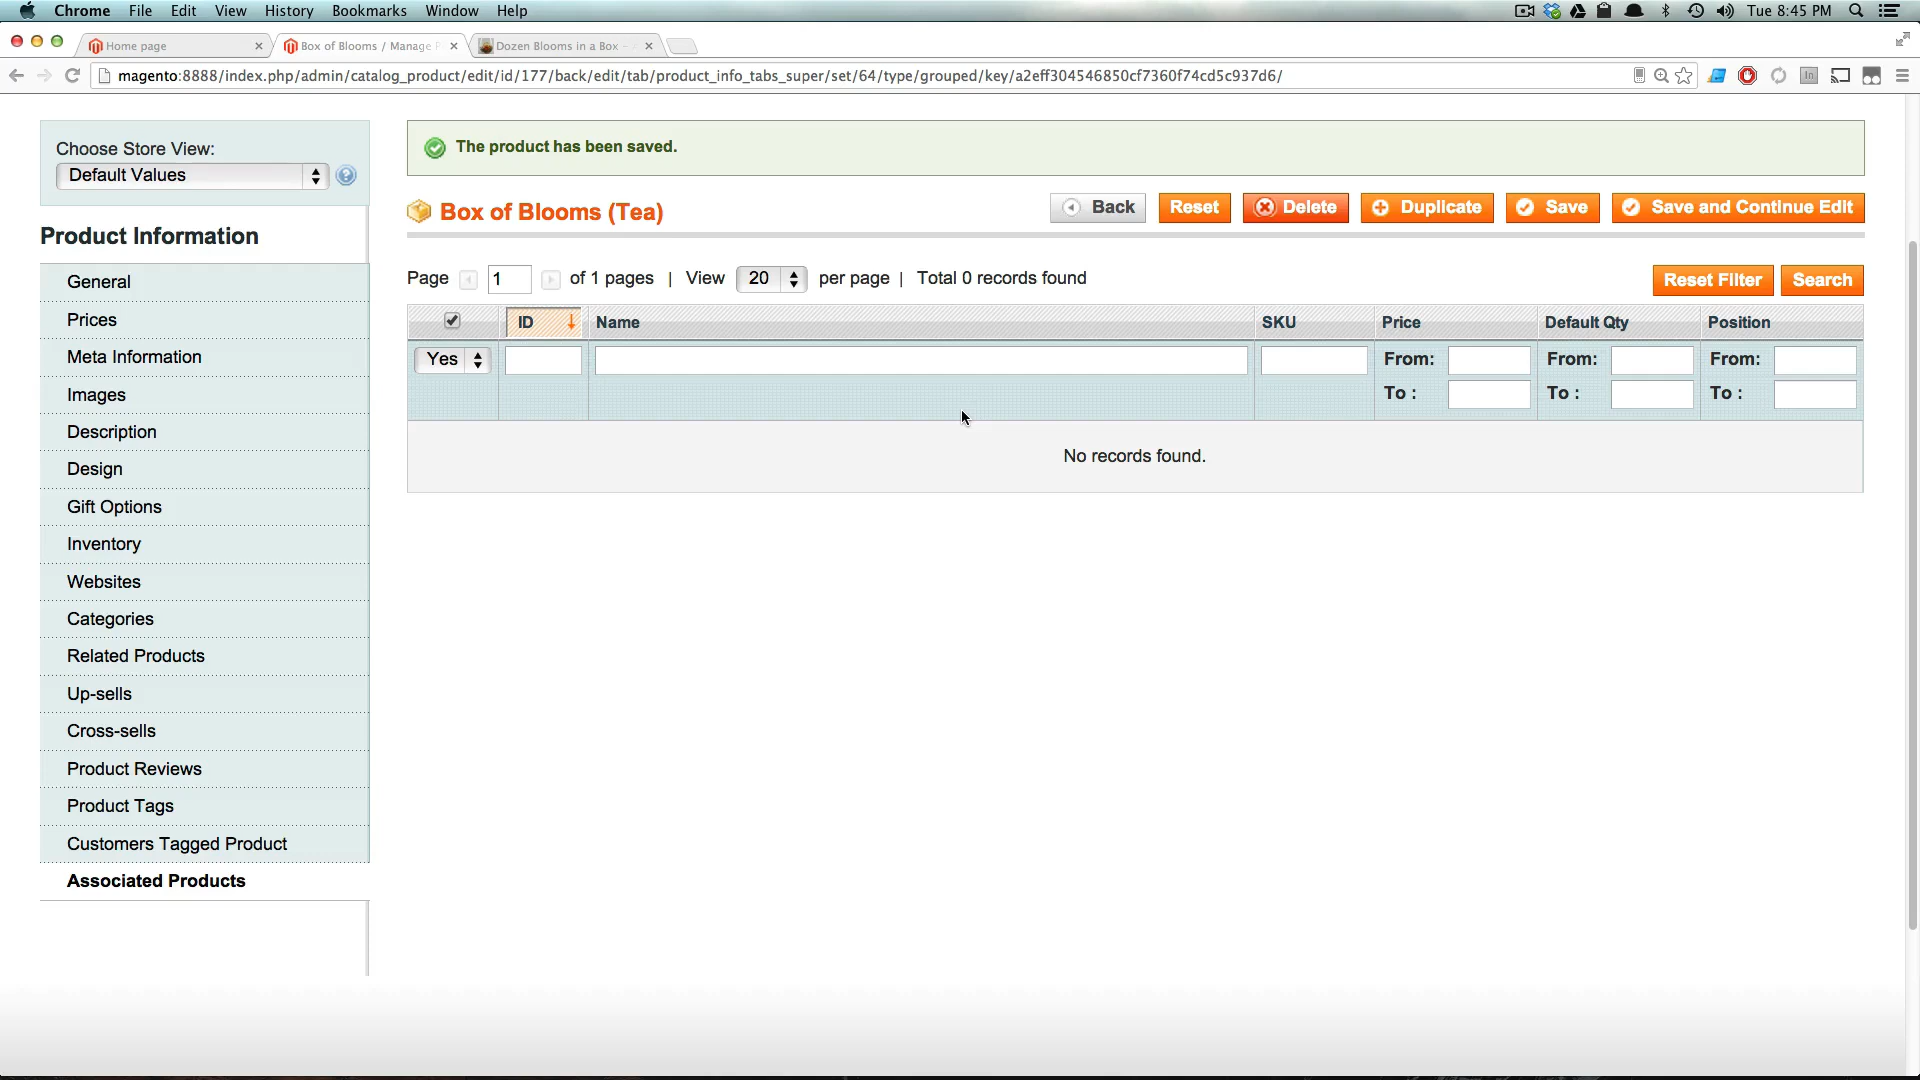 Chrome File Edit View History Bookmarks Window Help Tue 8:45 PM
Home page Box of Blooms / Manage P Dozen Blooms in a Box –
magento:8888/index.php/admin/catalog_product/edit/id/177/back/edit/tab/product_info_tabs_super/set/64/type/grouped/key/a2eff304546850cf7360f74cd5c937d6/
Choose Store View:
Default Values
The product has been saved.
Box of Blooms (Tea)
Back Reset Delete Duplicate Save Save and Continue Edit
Product Information
General
Prices
Meta Information
Images
Description
Design
Gift Options
Inventory
Websites
Categories
Related Products
Up-sells
Cross-sells
Product Reviews
Product Tags
Customers Tagged Product
Associated Products
Page 1 of 1 pages | View 20 per page | Total 0 records found
Reset Filter Search
ID Name SKU Price Default Qty Position
Yes From: From: From:
To : To : To :
No records found.